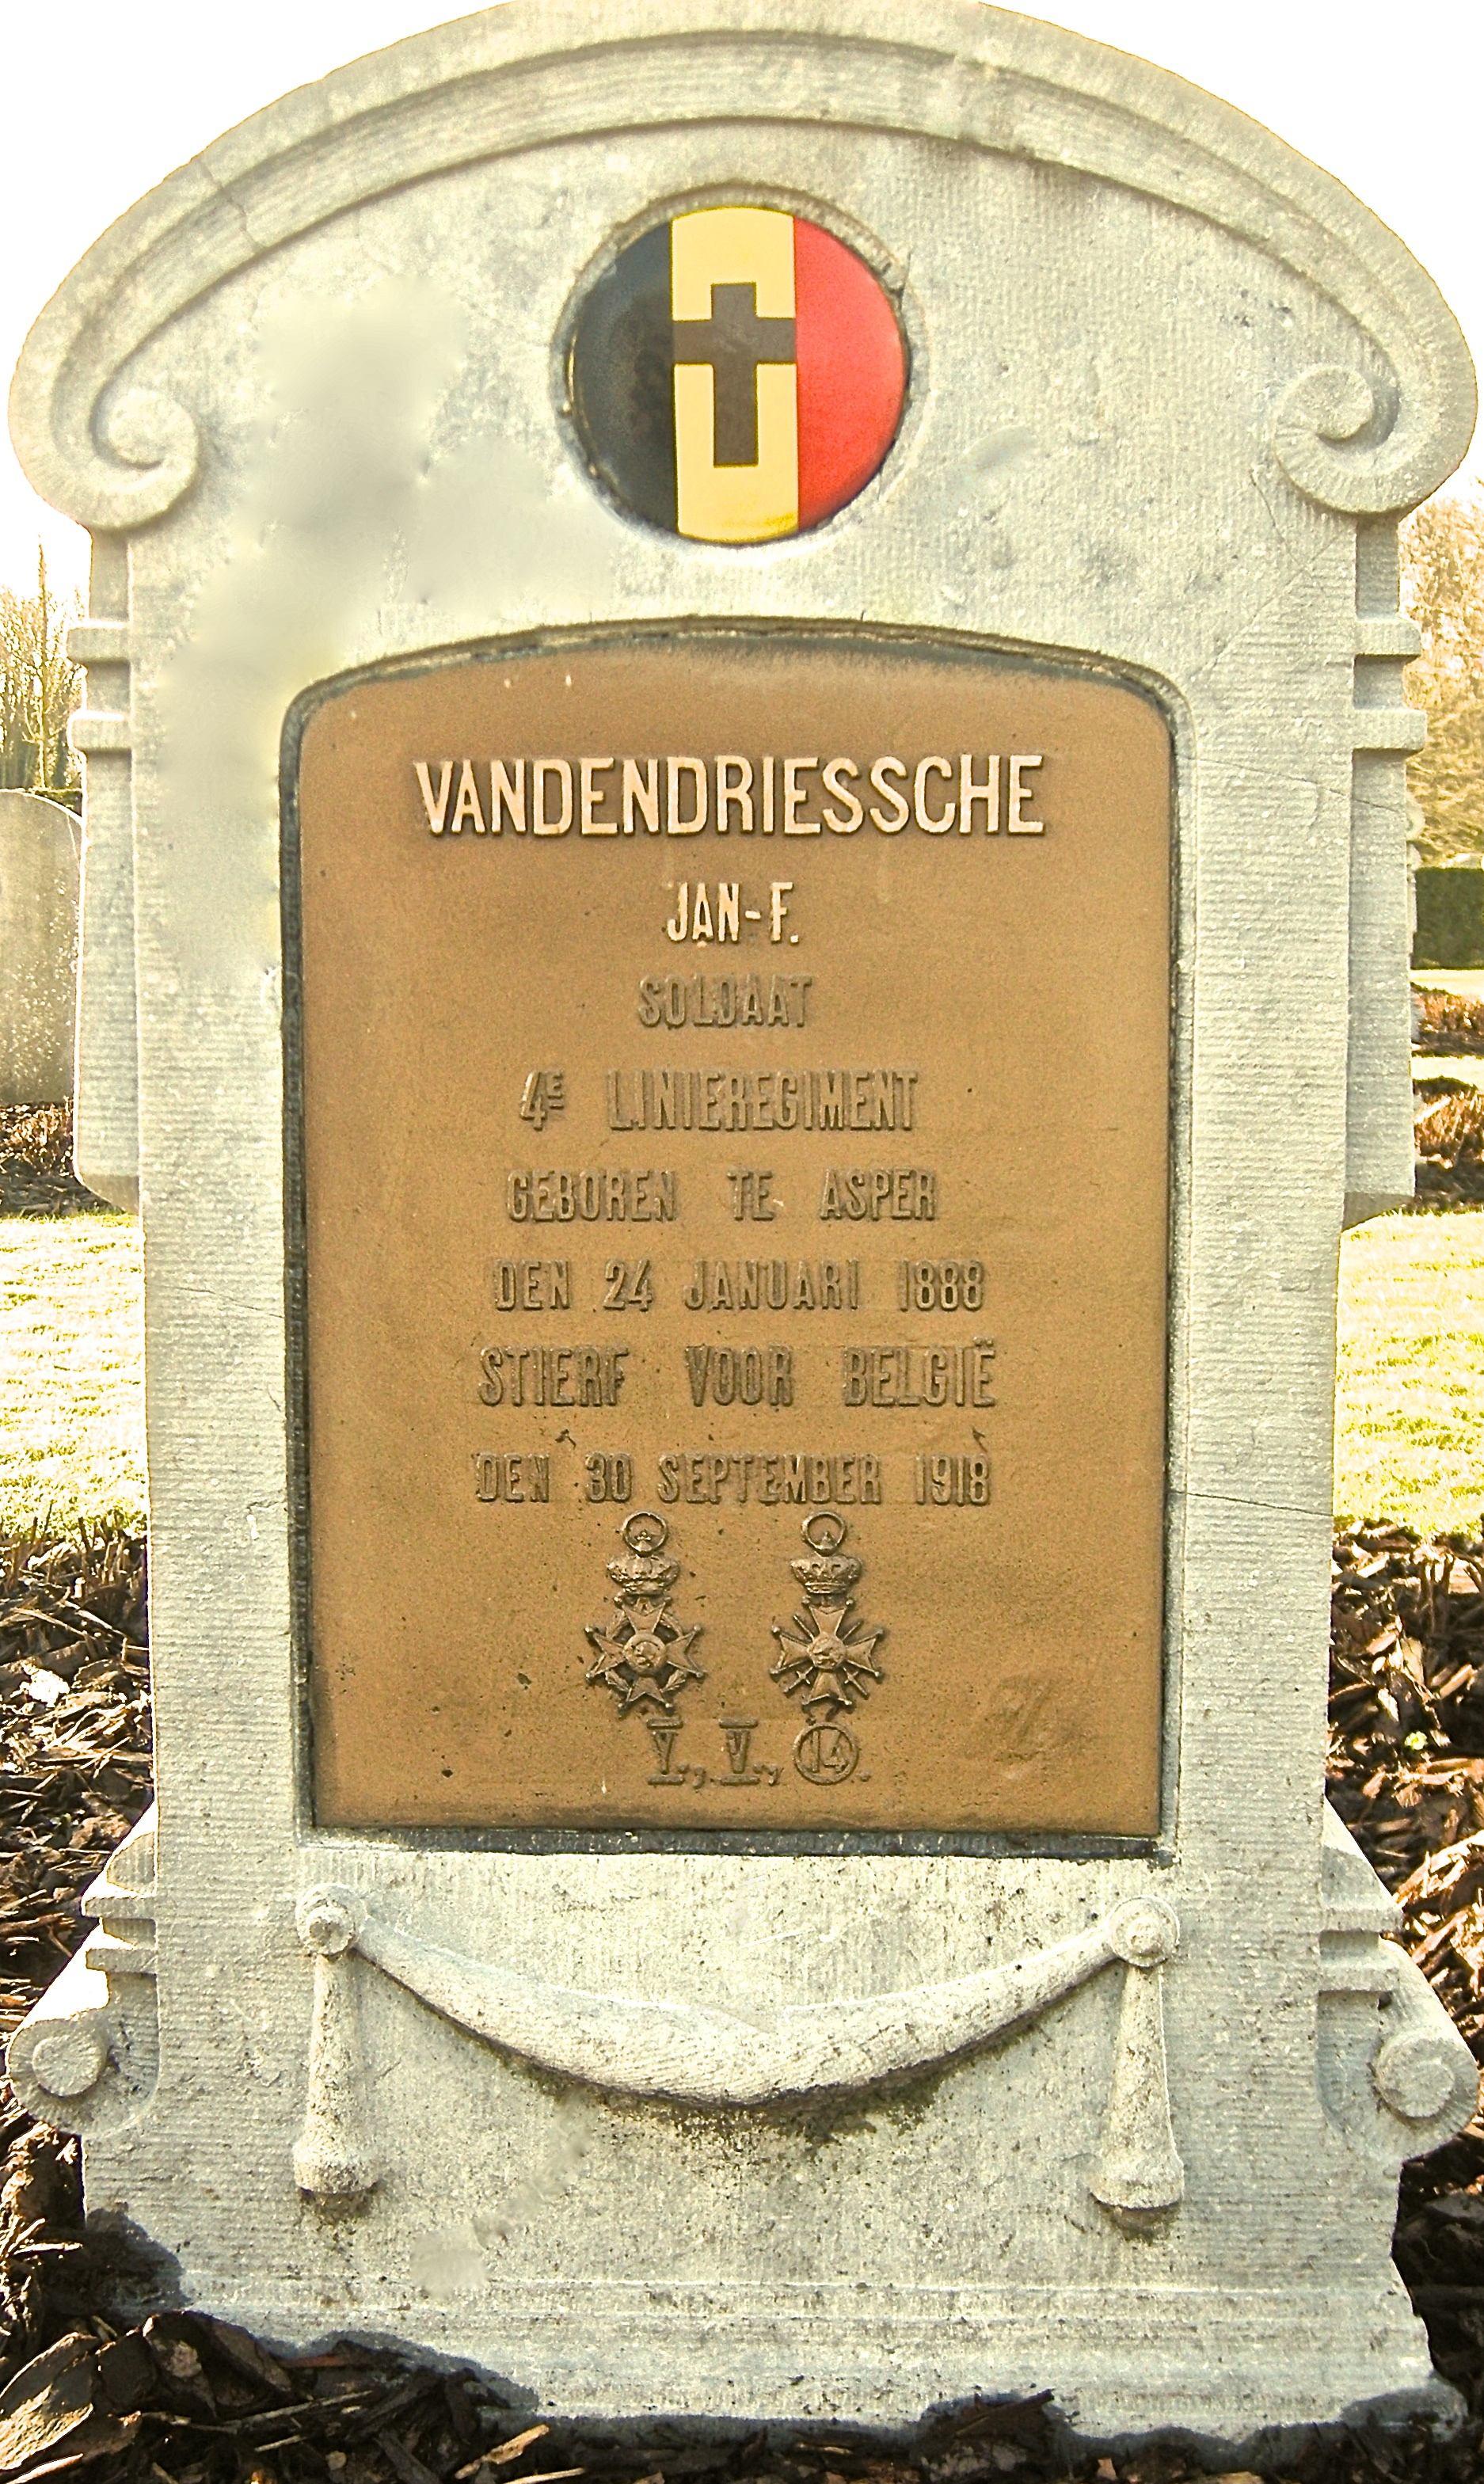 VANDENDRIESSCHE
JAN-F.
SOLDAAT
4E LINIEREGIMENT
GEBOREN TE ASPER
DEN 24 JANUARI 1888
STIERF VOOR BELGIË
DEN 30 SEPTEMBER 1918
V., V., 14.